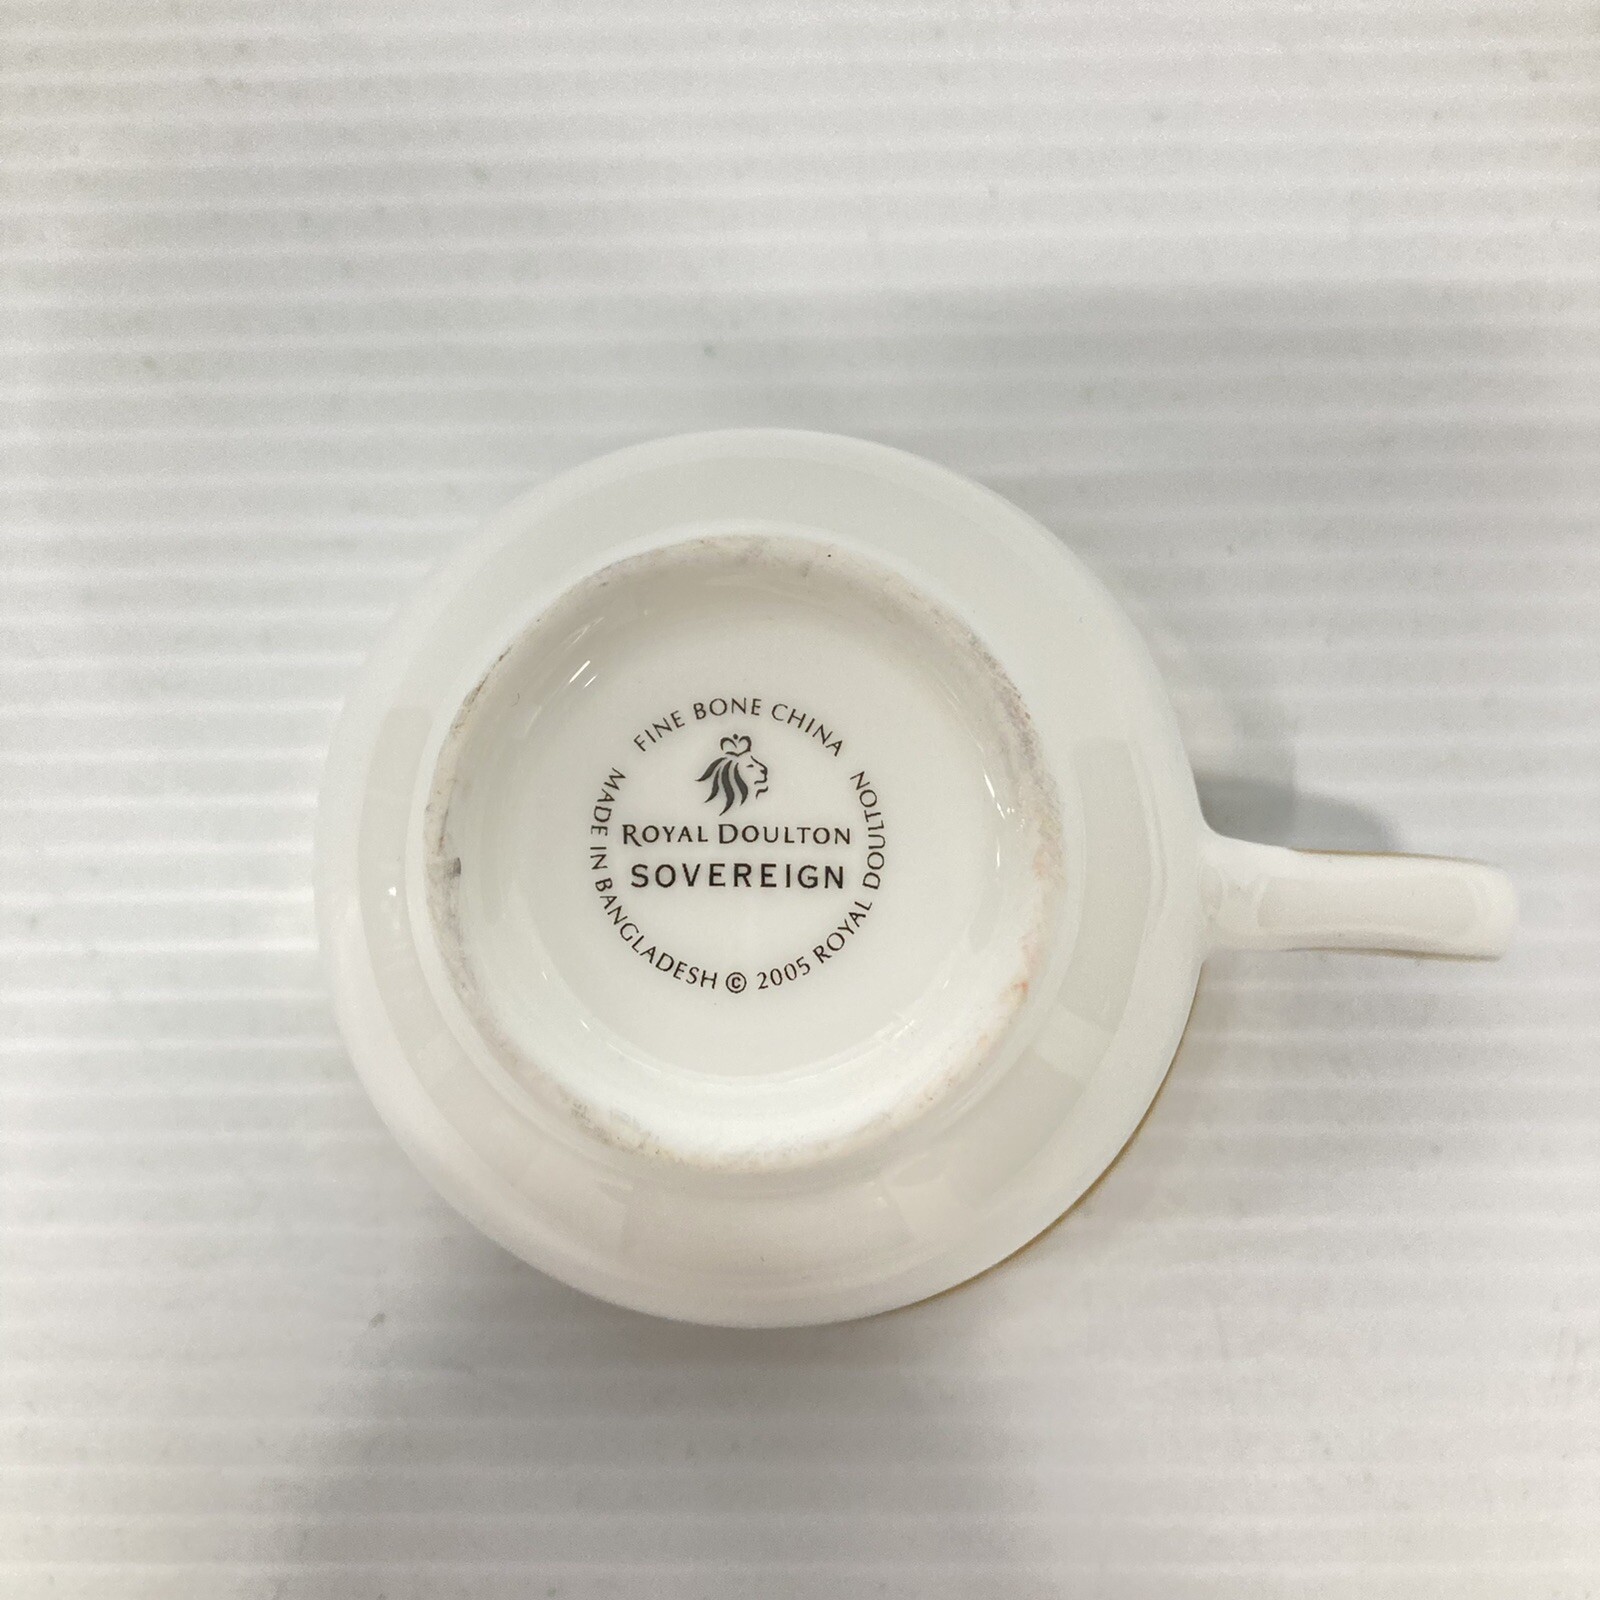 FINE BONE CHINA
ROYAL DOULTON
SOVEREIGN
MADE IN BANGLADESH © 2005 ROYAL DOULTON